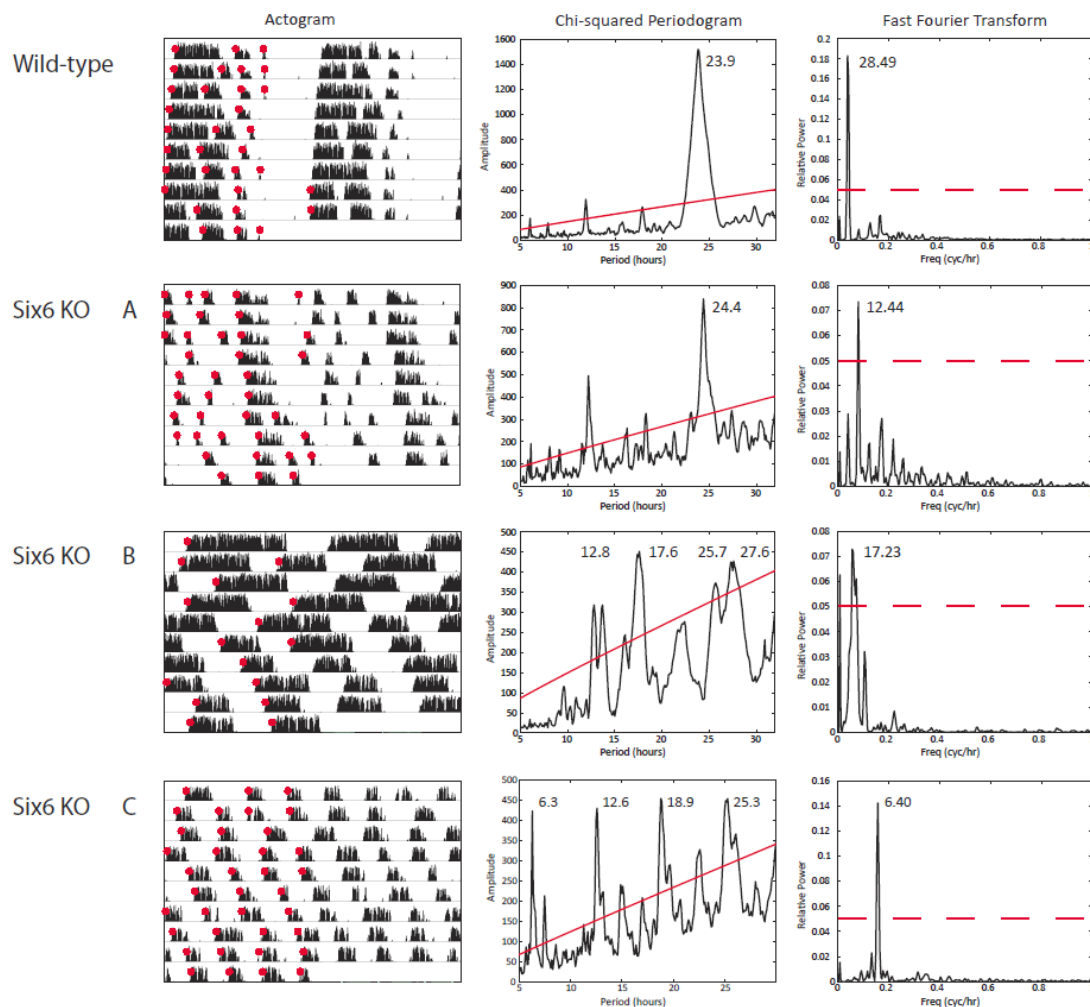 Actogram Chi-squared Periodogram Fast Fourier Transform
Wild-type
1600
1400
1200
1000
800
600
400
200
0
Amplitude
23.9
5 10 15 20 25 30
Period (hours)
0.2
0.18
0.16
0.14
0.12
0.1
0.08
0.06
0.04
0.02
0
Relative Power
28.49
0 0.2 0.4 0.6 0.8
Freq (cyc/hr)
Six6 KO A
900
800
700
600
500
400
300
200
100
0
Amplitude
24.4
5 10 15 20 25 30
Period (hours)
0.08
0.07
0.06
0.05
0.04
0.03
0.02
0.01
0
Relative Power
12.44
0 0.2 0.4 0.6 0.8
Freq (cyc/hr)
Six6 KO B
500
450
400
350
300
250
200
150
100
50
0
Amplitude
12.8 17.6 25.7 27.6
5 10 15 20 25 30
Period (hours)
0.08
0.07
0.06
0.05
0.04
0.03
0.02
0.01
0
Relative Power
17.23
0 0.2 0.4 0.6 0.8
Freq (cyc/hr)
Six6 KO C
500
450
400
350
300
250
200
150
100
50
0
Amplitude
6.3 12.6 18.9 25.3
5 10 15 20 25
Period (hours)
0.16
0.14
0.12
0.1
0.08
0.06
0.04
0.02
0
Relative Power
6.40
0 0.2 0.4 0.6 0.8
Freq (cyc/hr)